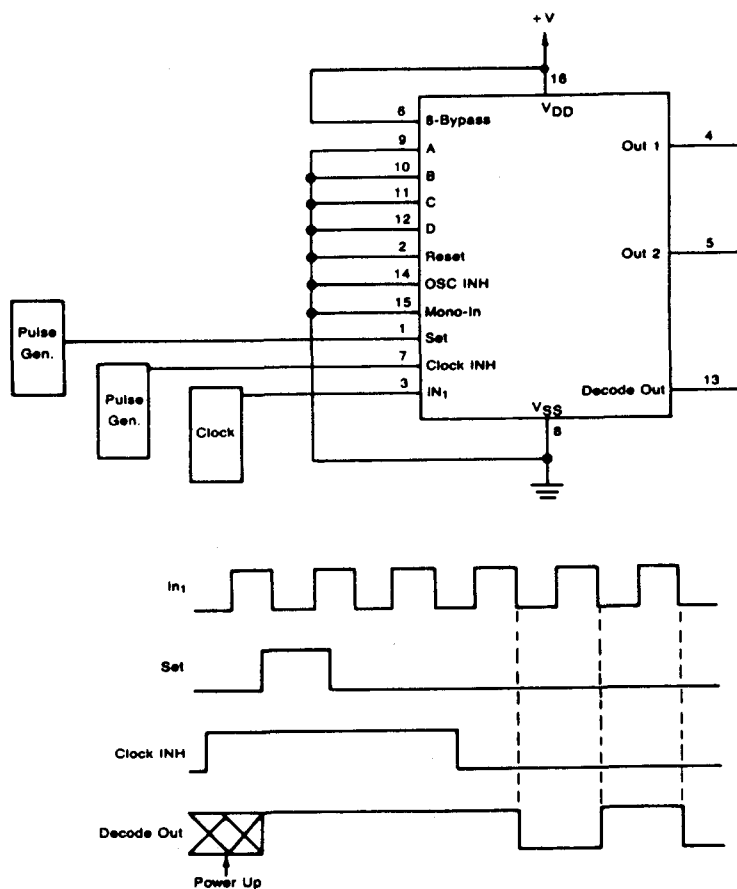 + V
16
VDD
6
8-Bypass
9
A
10
B
11
C
12
D
2
Reset
14
OSC INH
15
Mono-In
1
Set
7
Clock INH
3
IN1
Out 1
4
Out 2
5
Decode Out
13
VSS
8
Pulse
Gen.
Pulse
Gen.
Clock
In1
Set
Clock INH
Decode Out
Power Up